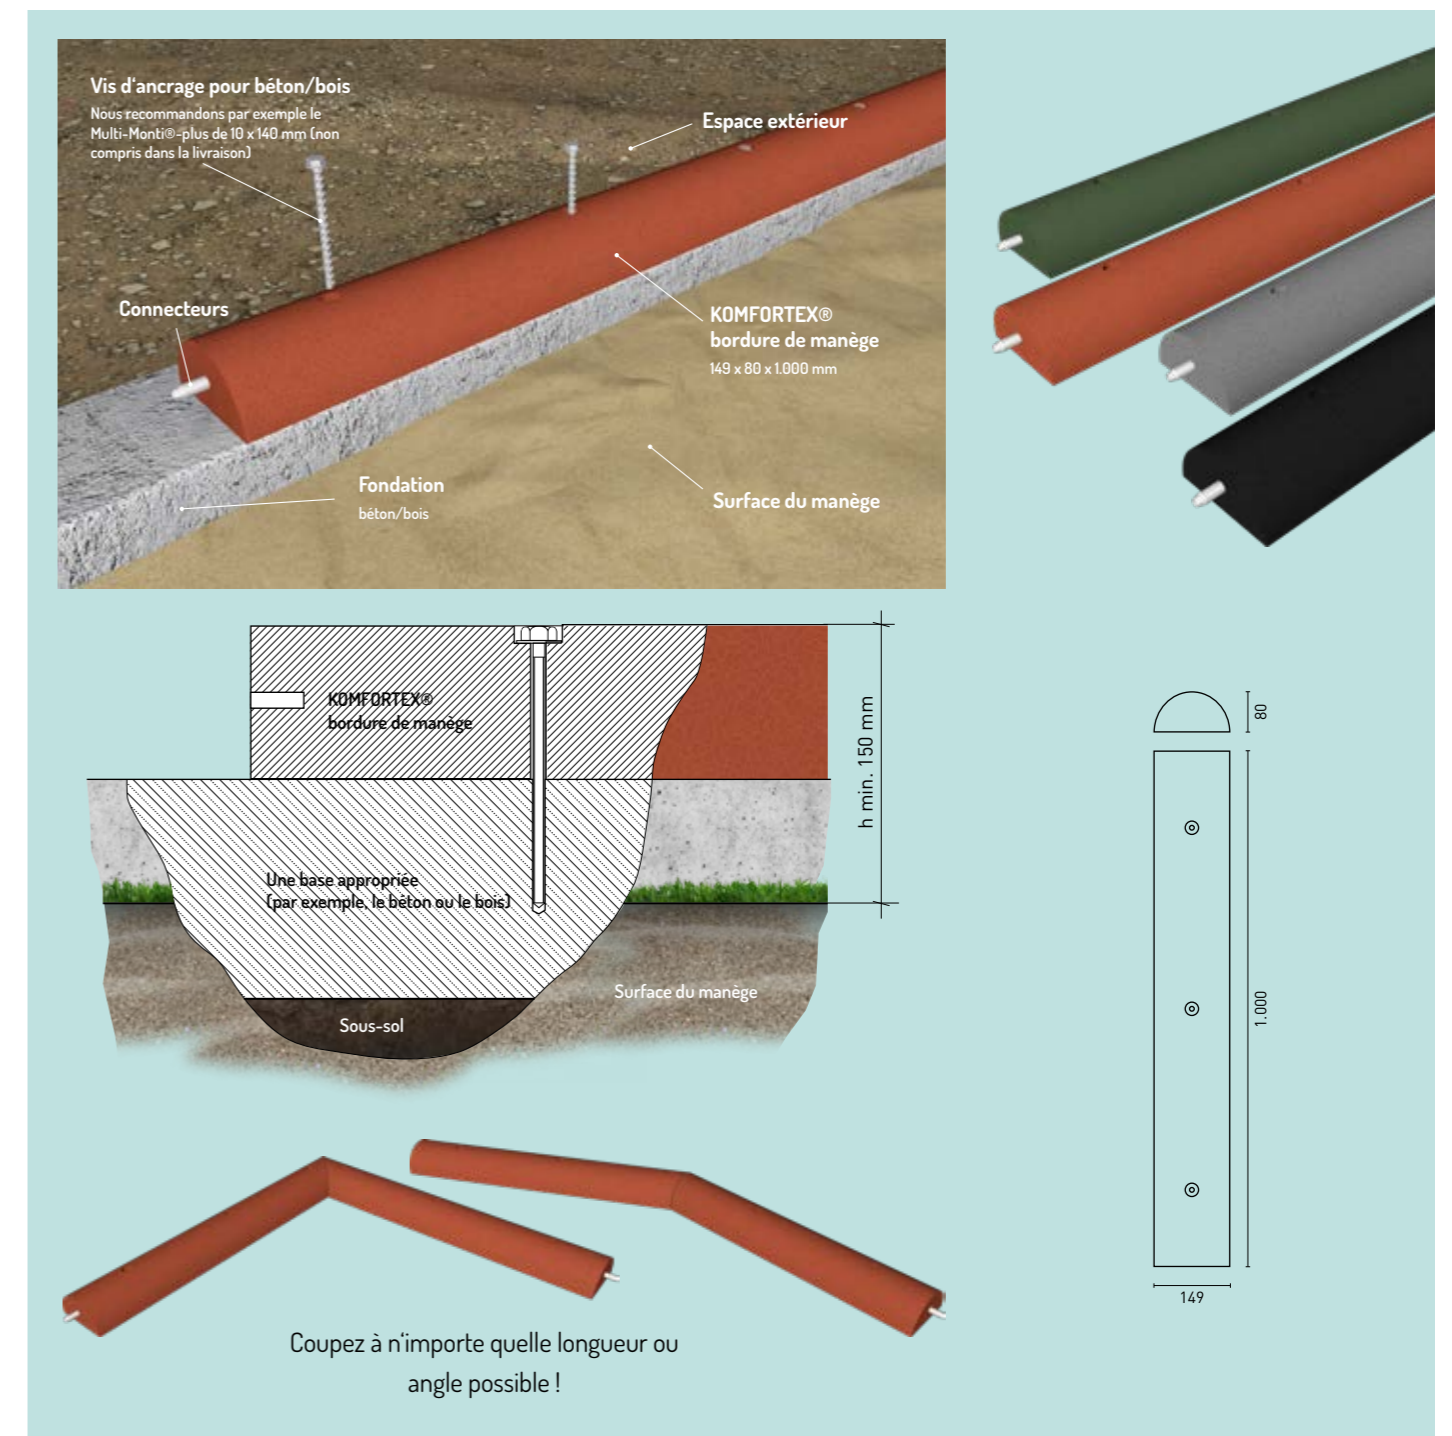 Vis d'ancrage pour béton/bois
Nous recommandons par exemple le
Multi-Monti®-plus de 10 x 140 mm (non
compris dans la livraison)
Espace extérieur
Connecteurs
KOMFORTEX®
bordure de manège
149 x 80 x 1.000 mm
Fondation
béton/bois
Surface du manège
KOMFORTEX®
bordure de manège
h min. 150 mm
Une base appropriée
(par exemple, le béton ou le bois)
Surface du manège
Sous-sol
80
1.000
149
Coupez à n'importe quelle longueur ou
angle possible !